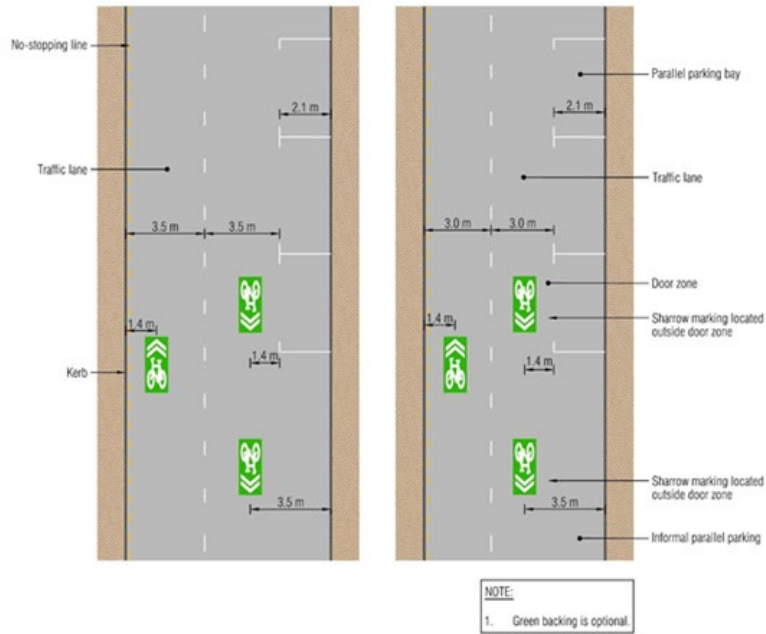 No-stopping line
2.1 m
2.1 m
Parallel parking bay
Traffic lane
Traffic lane
3.5 m
3.5 m
3.0 m
3.0 m
Door zone
1.4 m
1.4 m
Sharrow marking located
outside door zone
Kerb
1.4 m
1.4 m
3.5 m
3.5 m
Sharrow marking located
outside door zone
Informal parallel parking
NOTE:
1. Green backing is optional.